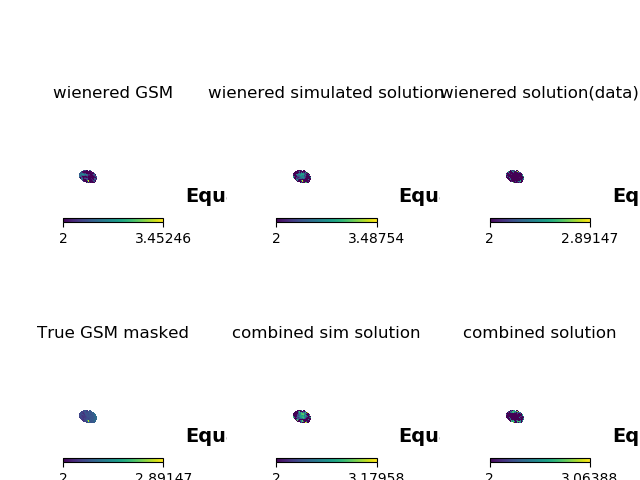 wienered GSM wienered simulated solution wienered solution(data)
Equ Equ Eq
2 3.45246 2 3.48754 2 2.89147
True GSM masked combined sim solution combined solution
Equ Equ Eq
2 2.89147 2 3.17958 2 3.06388